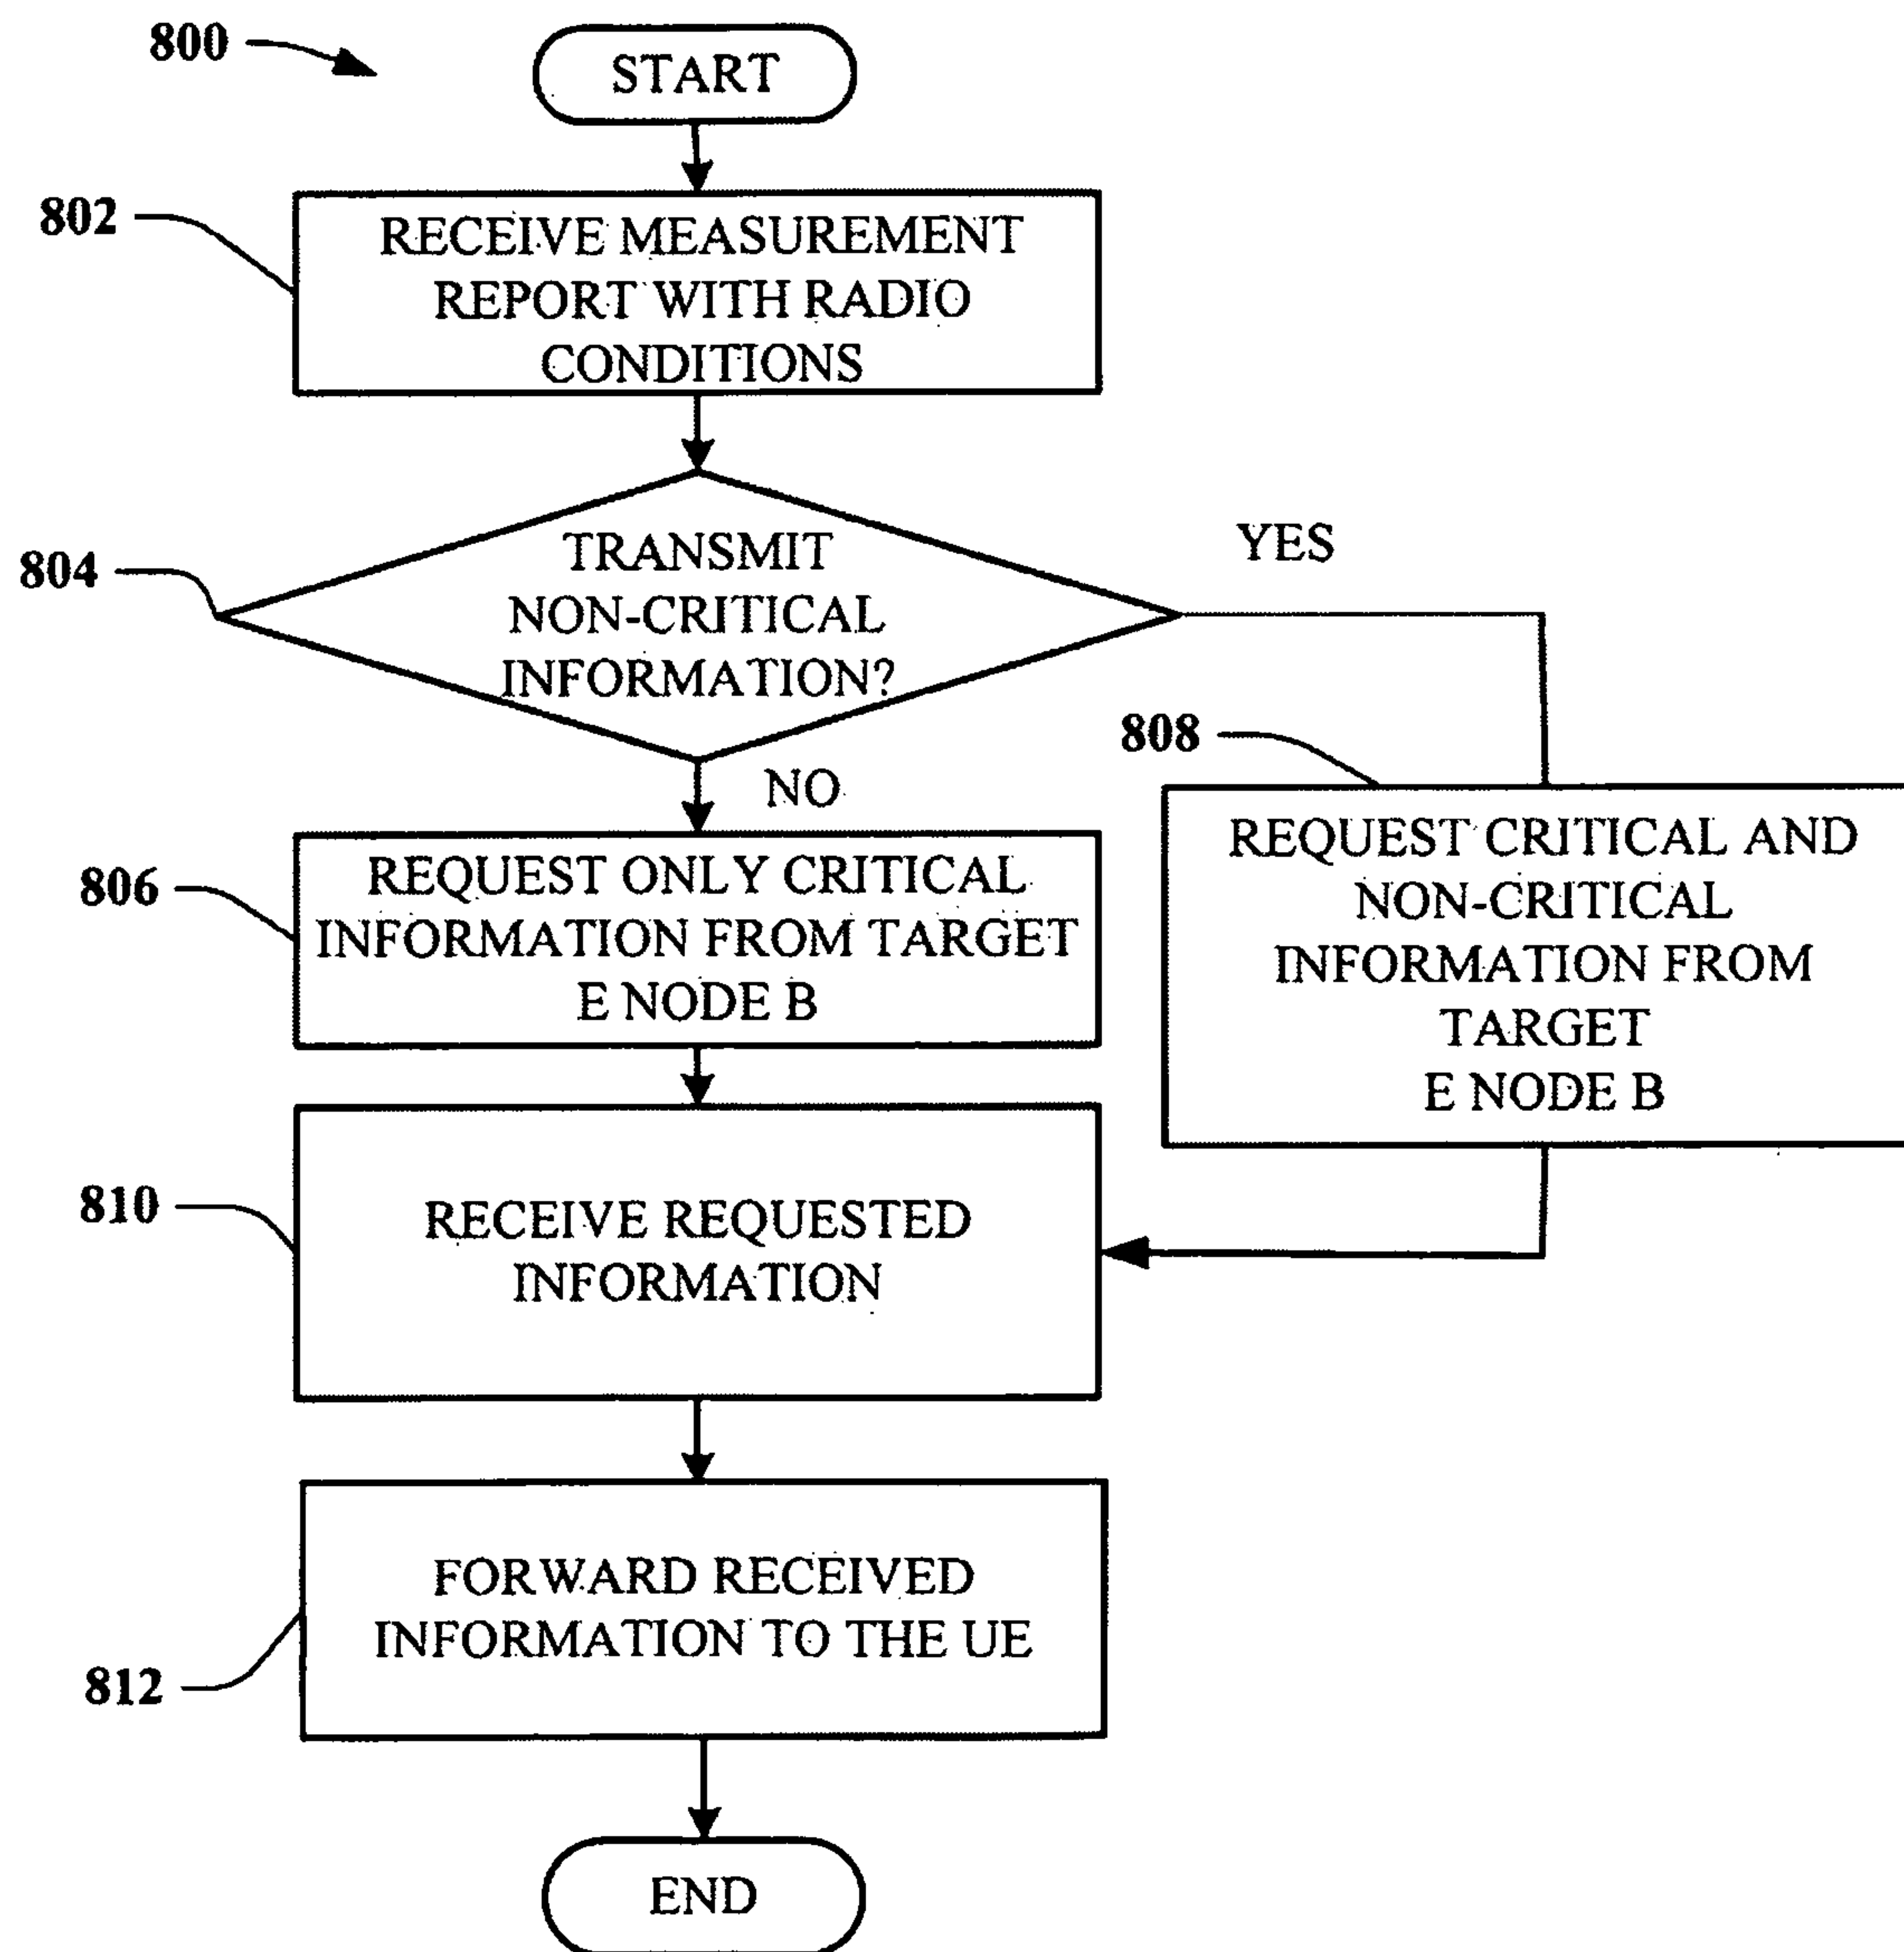 800
START
802
RECEIVE MEASUREMENT
REPORT WITH RADIO
CONDITIONS
804
TRANSMIT
NON-CRITICAL
INFORMATION?
YES
NO
808
REQUEST CRITICAL AND
NON-CRITICAL
INFORMATION FROM
TARGET
E NODE B
806
REQUEST ONLY CRITICAL
INFORMATION FROM TARGET
E NODE B
810
RECEIVE REQUESTED
INFORMATION
812
FORWARD RECEIVED
INFORMATION TO THE UE
END